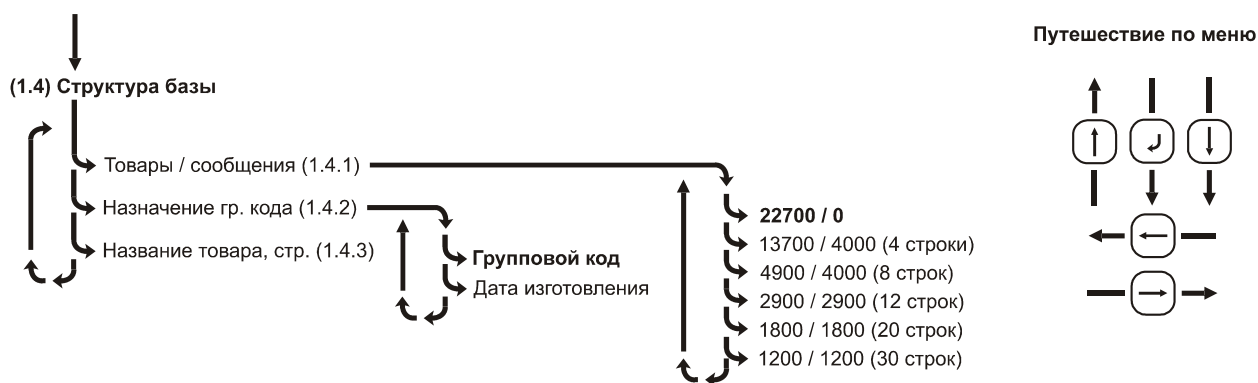 Путешествие по меню
(1.4) Структура базы
Товары / сообщения (1.4.1)
Назначение гр. кода (1.4.2)
Название товара, стр. (1.4.3)
Групповой код
Дата изготовления
22700 / 0
13700 / 4000 (4 строки)
4900 / 4000 (8 строк)
2900 / 2900 (12 строк)
1800 / 1800 (20 строк)
1200 / 1200 (30 строк)